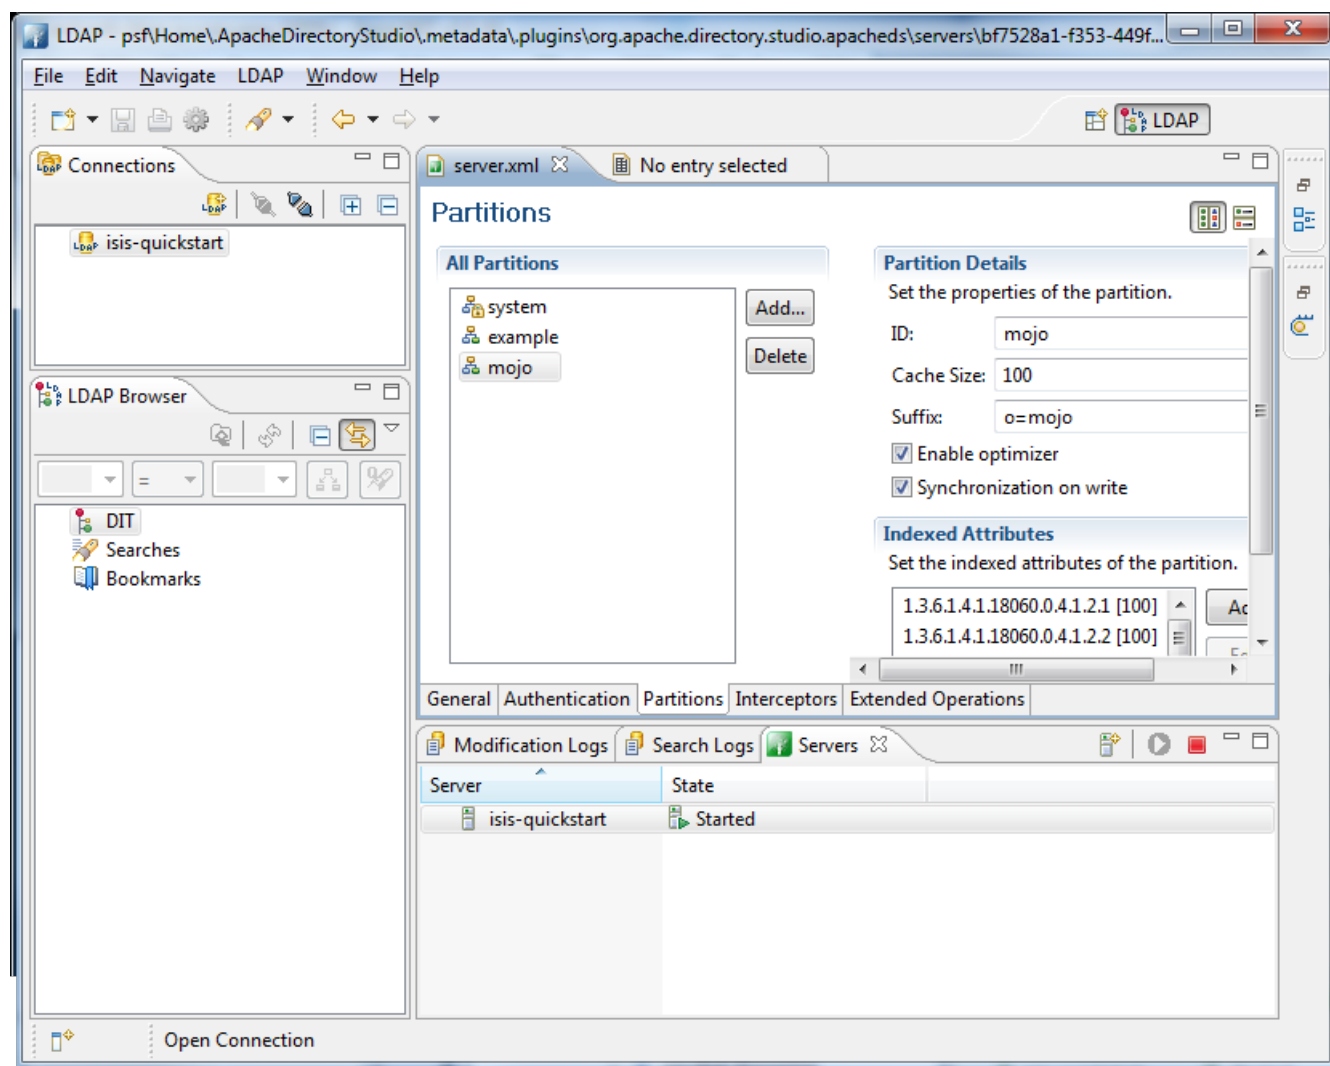 LDAP - psf\Home\.ApacheDirectoryStudio\.metadata\.plugins\org.apache.directory.studio.apacheds\servers\bf7528a1-f353-449f...
File Edit Navigate LDAP Window Help
LDAP
Connections
isis-quickstart
LDAP Browser
=
DIT
Searches
Bookmarks
server.xml
No entry selected
Partitions
All Partitions
system
example
mojo
Add...
Delete
Partition Details
Set the properties of the partition.
ID: mojo
Cache Size: 100
Suffix: o=mojo
Enable optimizer
Synchronization on write
Indexed Attributes
Set the indexed attributes of the partition.
1.3.6.1.4.1.18060.0.4.1.2.1 [100]
1.3.6.1.4.1.18060.0.4.1.2.2 [100]
General Authentication Partitions Interceptors Extended Operations
Modification Logs Search Logs Servers
Server State
isis-quickstart Started
Open Connection